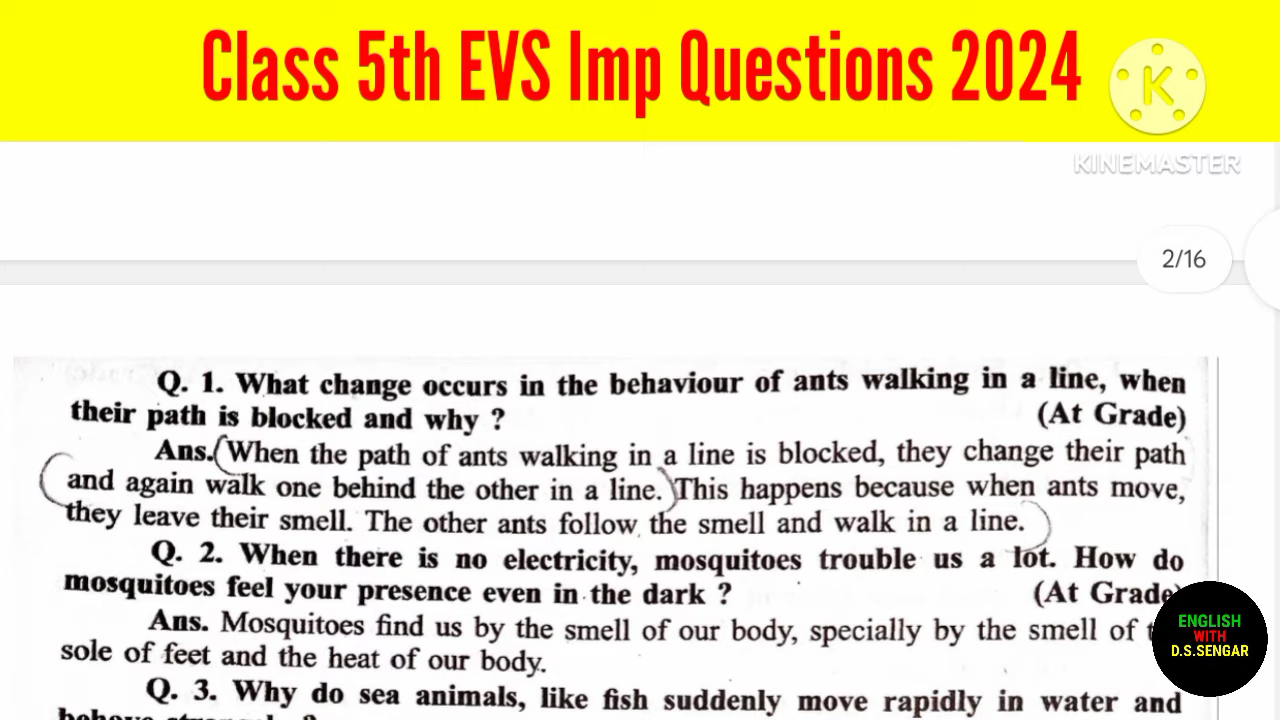 Class 5th EVS Imp Questions 2024
K
KINEMASTER
2/16
Q. 1. What change occurs in the behaviour of ants walking in a line, when
their path is blocked and why ?
(At Grade)
Ans. When the path of ants walking in a line is blocked, they change their path
and again walk one behind the other in a line. This happens because when ants move,
they leave their smell. The other ants follow the smell and walk in a line.
Q. 2. When there is no electricity, mosquitoes trouble us a lot. How do
mosquitoes feel your presence even in the dark ?
(At Grade)
Ans. Mosquitoes find us by the smell of our body, specially by the smell of
sole of feet and the heat of our body.
Q. 3. Why do sea animals, like fish suddenly move rapidly in water and
ENGLISH
WITH
D.S.SENGAR